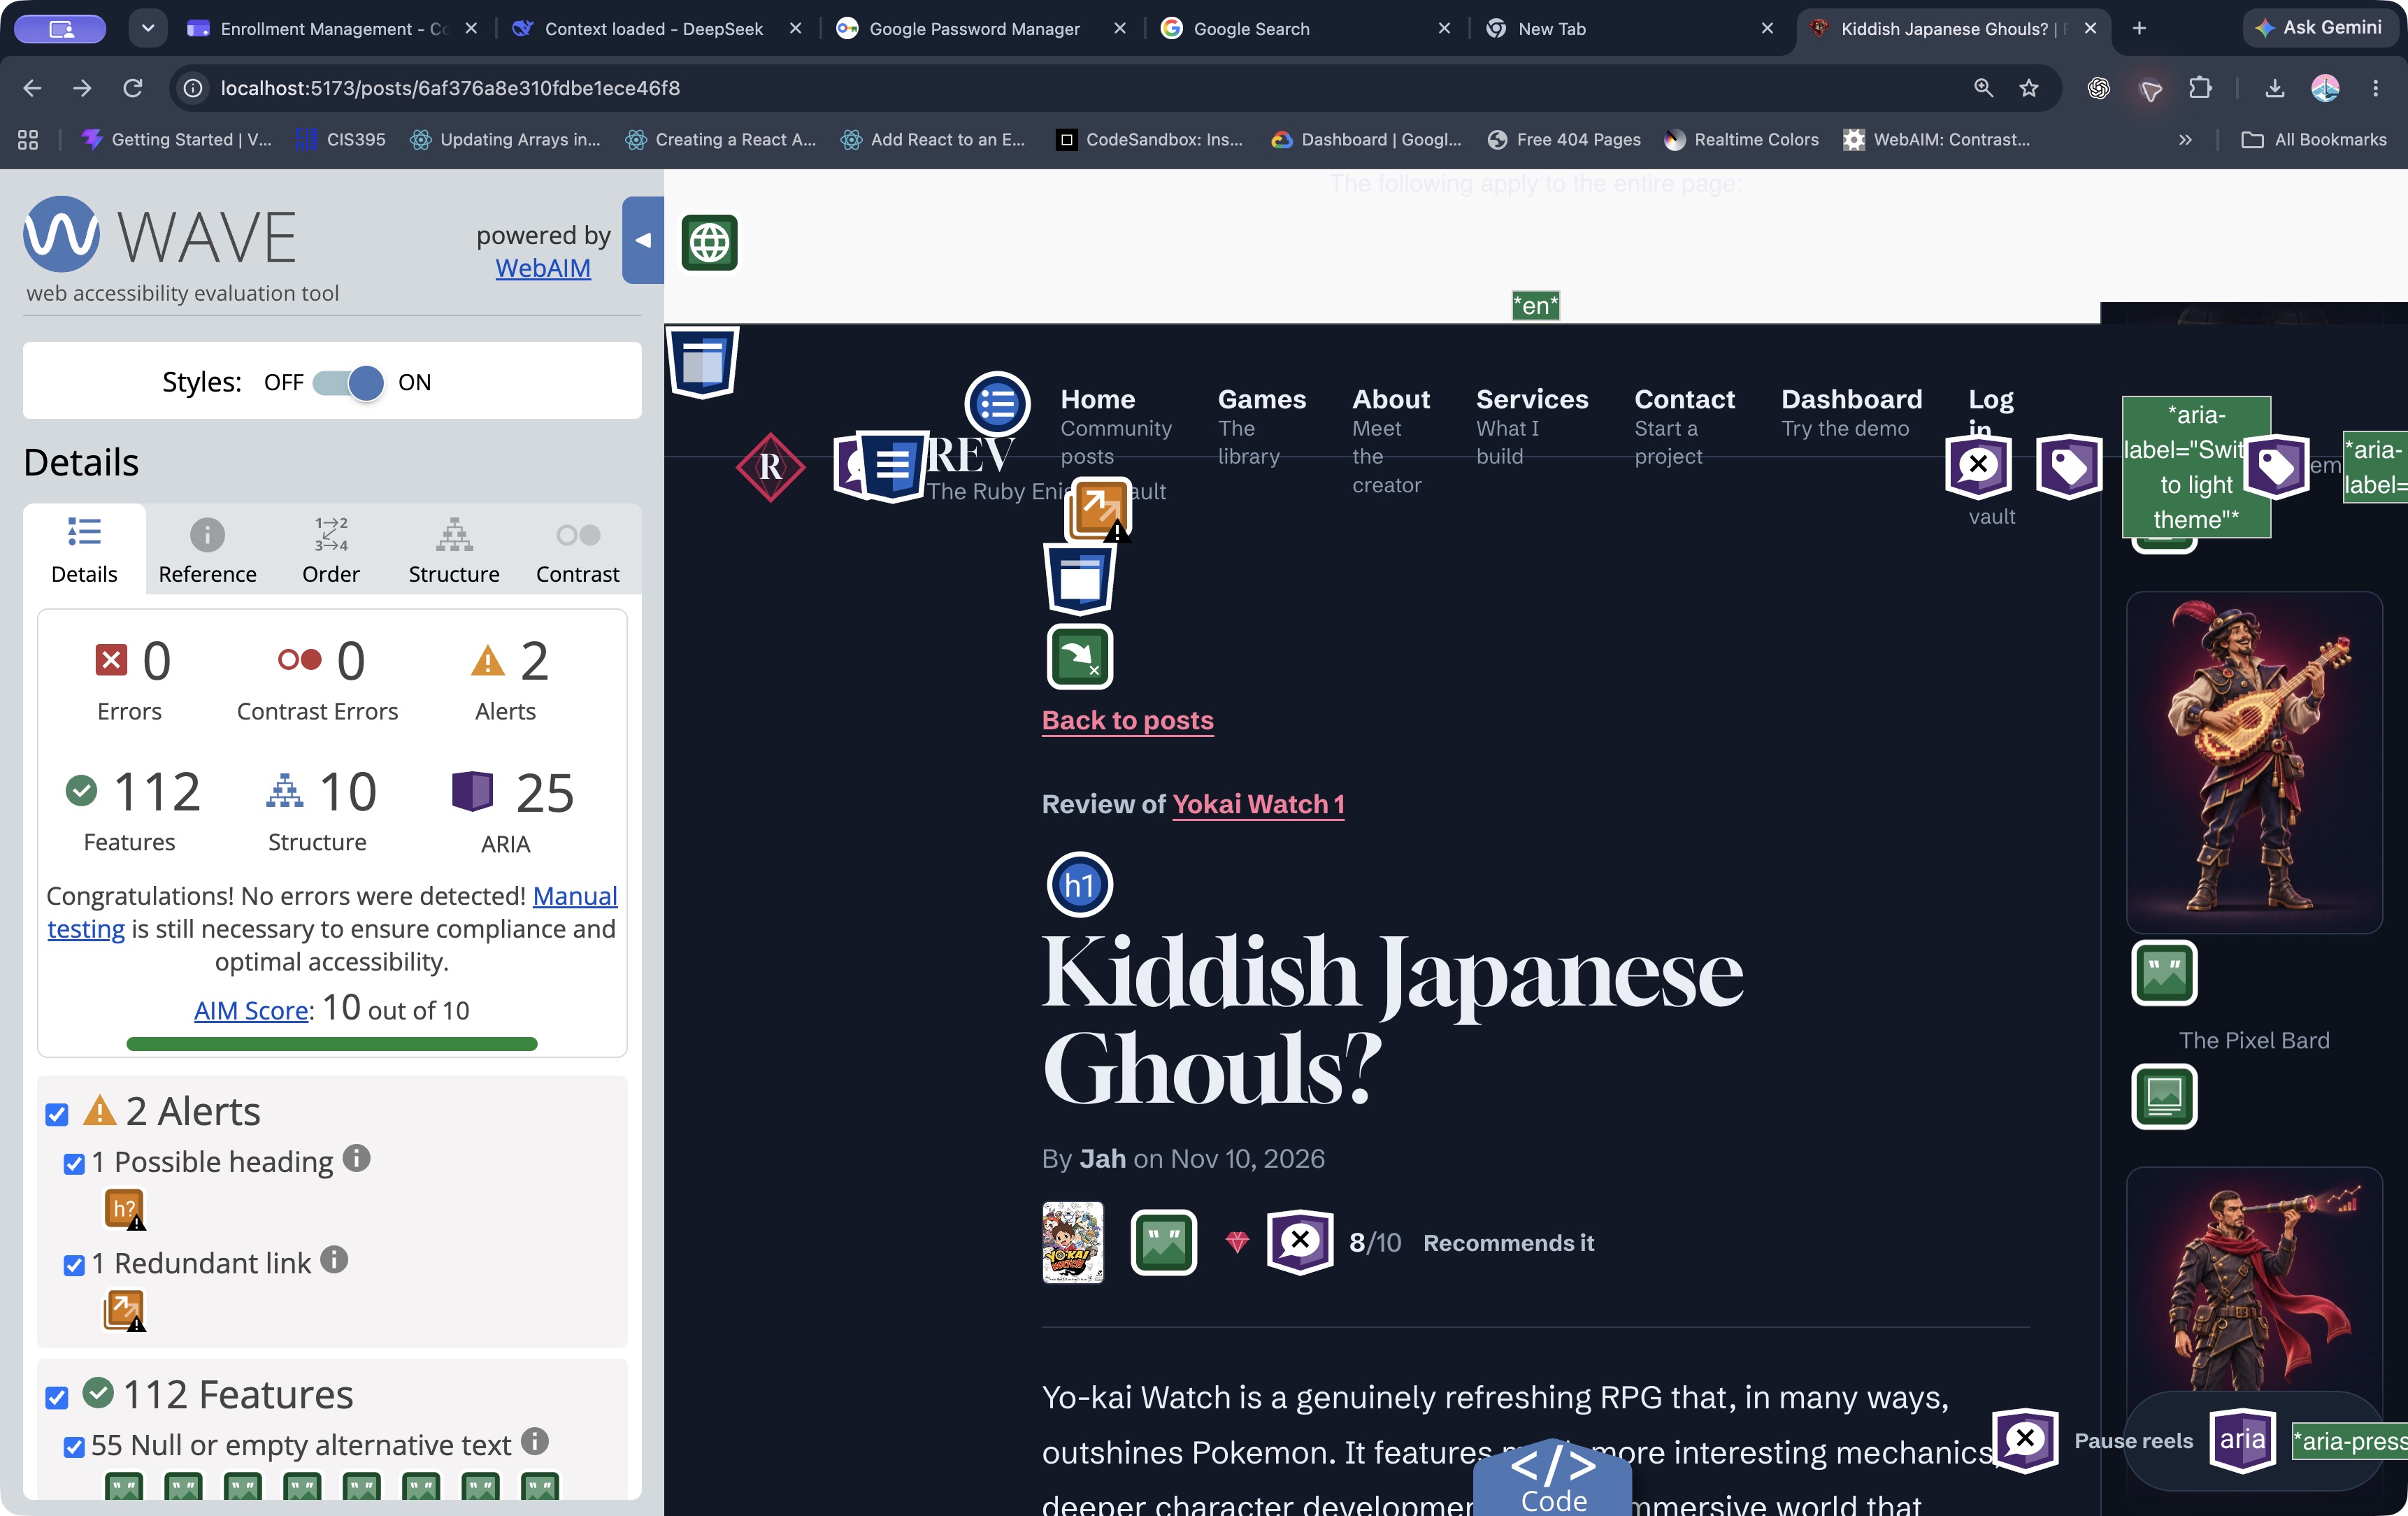 Enrollment Management - Co
Context loaded - DeepSeek
Google Password Manager
Google Search
New Tab
Kiddish Japanese Ghouls? |
Ask Gemini
localhost:5173/posts/6af376a8e310fdbe1ece46f8
Getting Started | V...
CIS395
Updating Arrays in...
Creating a React A...
Add React to an E...
CodeSandbox: Ins...
Dashboard | Googl...
Free 404 Pages
Realtime Colors
WebAIM: Contrast...
All Bookmarks
WAVE
powered by
WebAIM
web accessibility evaluation tool
Styles: OFF ON
Details
Details
Reference
Order
Structure
Contrast
0
Errors
0
Contrast Errors
2
Alerts
112
Features
10
Structure
25
ARIA
Congratulations! No errors were detected! Manual
testing is still necessary to ensure compliance and
optimal accessibility.
AIM Score: 10 out of 10
2 Alerts
1 Possible heading
h?
1 Redundant link
112 Features
55 Null or empty alternative text
The following apply to the entire page:
*en*
R
REV
Home
Community
posts
Games
The
library
About
Meet
the
creator
Services
What I
build
Contact
Start a
project
Dashboard
Try the demo
Log
in
vault
*aria-
label="Swit
to light
theme"*
em
*aria-
label=
Back to posts
Review of Yokai Watch 1
h1
Kiddish Japanese
Ghouls?
By Jah on Nov 10, 2026
8/10 Recommends it
Yo-kai Watch is a genuinely refreshing RPG that, in many ways,
outshines Pokemon. It features more interesting mechanics,
</> Code
The Pixel Bard
Pause reels
aria
*aria-press